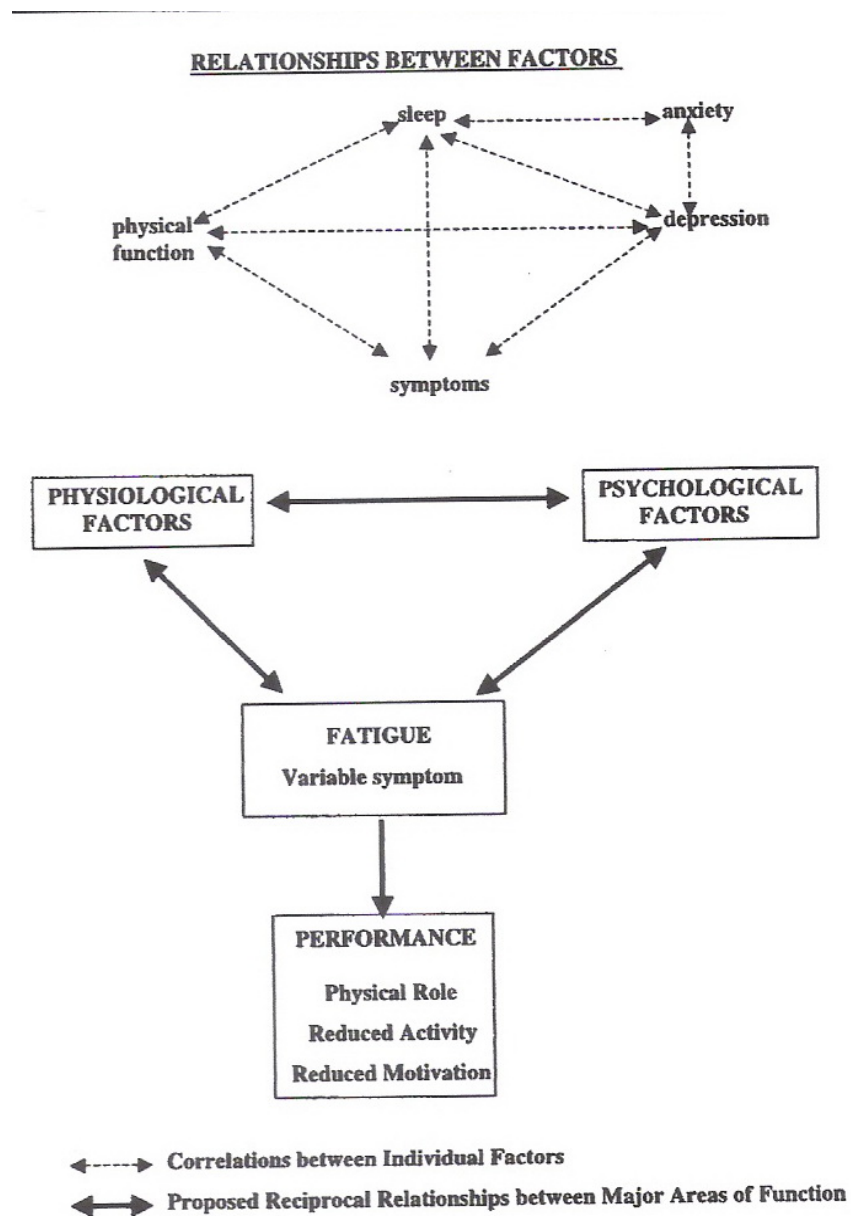 RELATIONSHIPS BETWEEN FACTORS
sleep
anxiety
physical
function
depression
symptoms
PHYSIOLOGICAL
FACTORS
PSYCHOLOGICAL
FACTORS
FATIGUE
Variable symptom
PERFORMANCE
Physical Role
Reduced Activity
Reduced Motivation
Correlations between Individual Factors
Proposed Reciprocal Relationships between Major Areas of Function